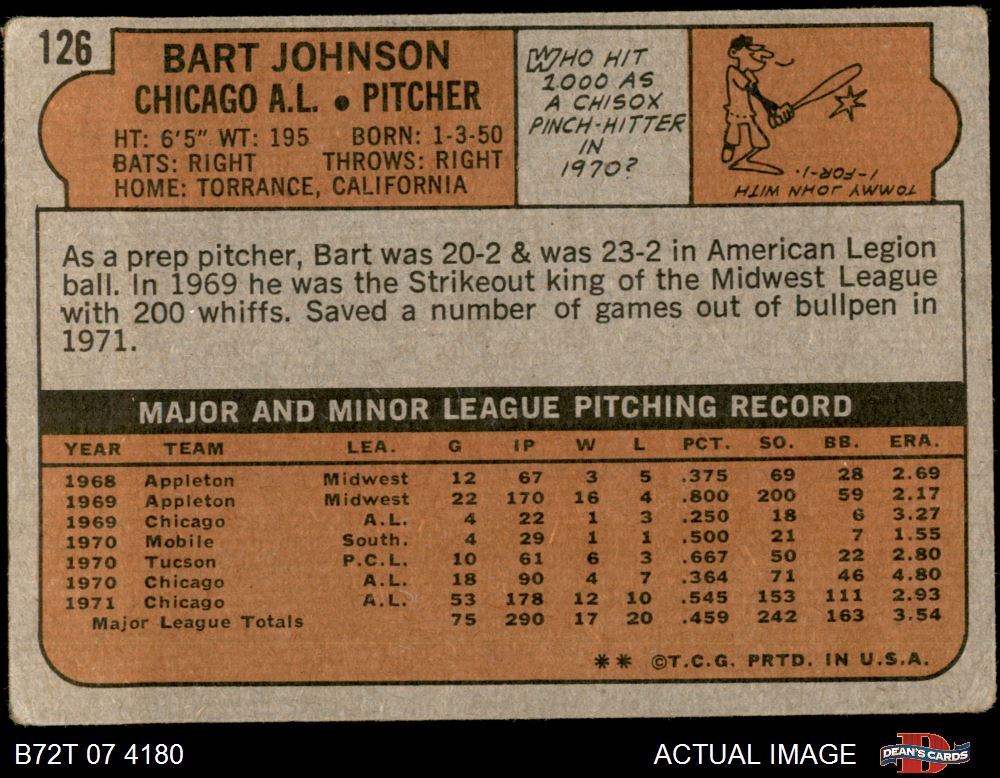 126
BART JOHNSON
CHICAGO A.L. • PITCHER
HT: 6'5" WT: 195 BORN: 1-3-50
BATS: RIGHT THROWS: RIGHT
HOME: TORRANCE, CALIFORNIA
WHO HIT
1.000 AS
A CHISOX
PINCH-HITTER
IN
1970?
TOMMY JOHN WITH
1-FOR-1.
As a prep pitcher, Bart was 20-2 & was 23-2 in American Legion
ball. In 1969 he was the Strikeout king of the Midwest League
with 200 whiffs. Saved a number of games out of bullpen in
1971.
MAJOR AND MINOR LEAGUE PITCHING RECORD
YEAR TEAM LEA. G IP W L PCT. SO. BB. ERA.
1968 Appleton Midwest 12 67 3 5 .375 69 28 2.69
1969 Appleton Midwest 22 170 16 4 .800 200 59 2.17
1969 Chicago A.L. 4 22 1 3 .250 18 6 3.27
1970 Mobile South. 4 29 1 1 .500 21 7 1.55
1970 Tucson P.C.L. 10 61 6 3 .667 50 22 2.80
1970 Chicago A.L. 18 90 4 7 .364 71 46 4.80
1971 Chicago A.L. 53 178 12 10 .545 153 111 2.93
Major League Totals 75 290 17 20 .459 242 163 3.54
** ©T.C.G. PRTD. IN U.S.A.
B72T 07 4180
ACTUAL IMAGE
DEAN'S CARDS